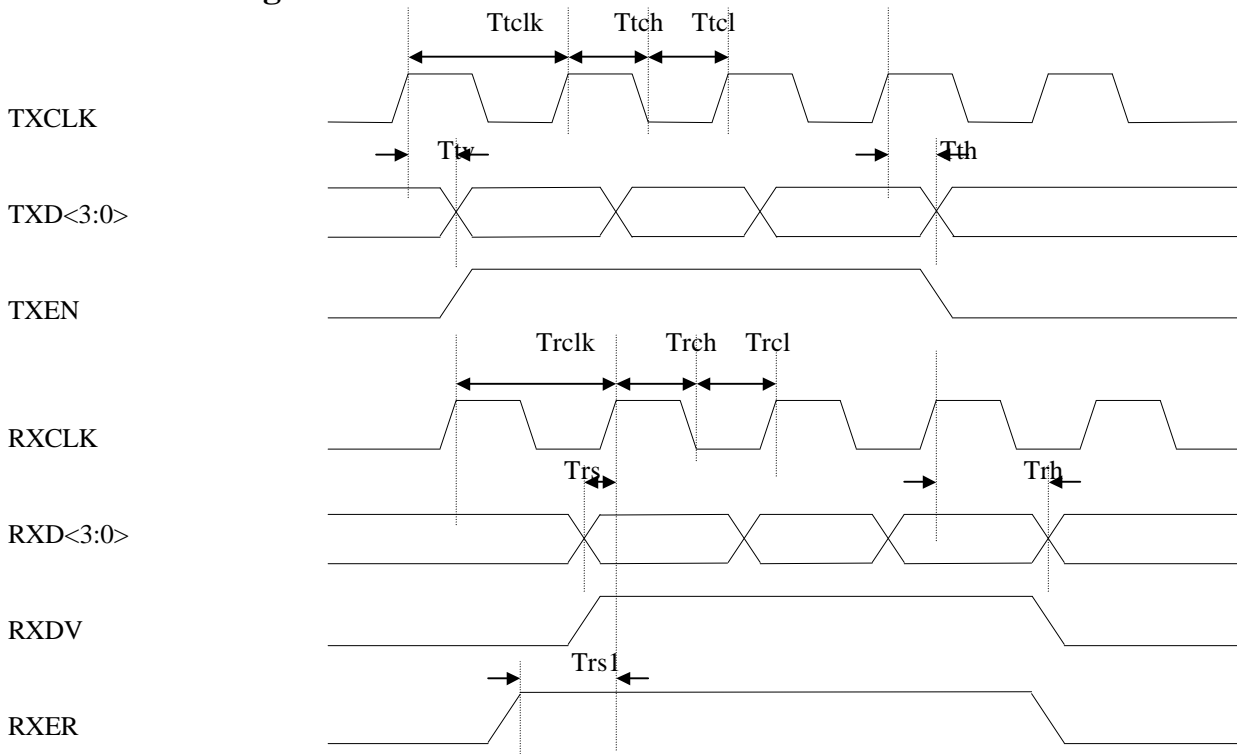 Ttclk Ttch Ttcl
TXCLK
Ttv Tth
TXD<3:0>
TXEN
Trclk Trch Trcl
RXCLK
Trs Trh
RXD<3:0>
RXDV
Trs1
RXER